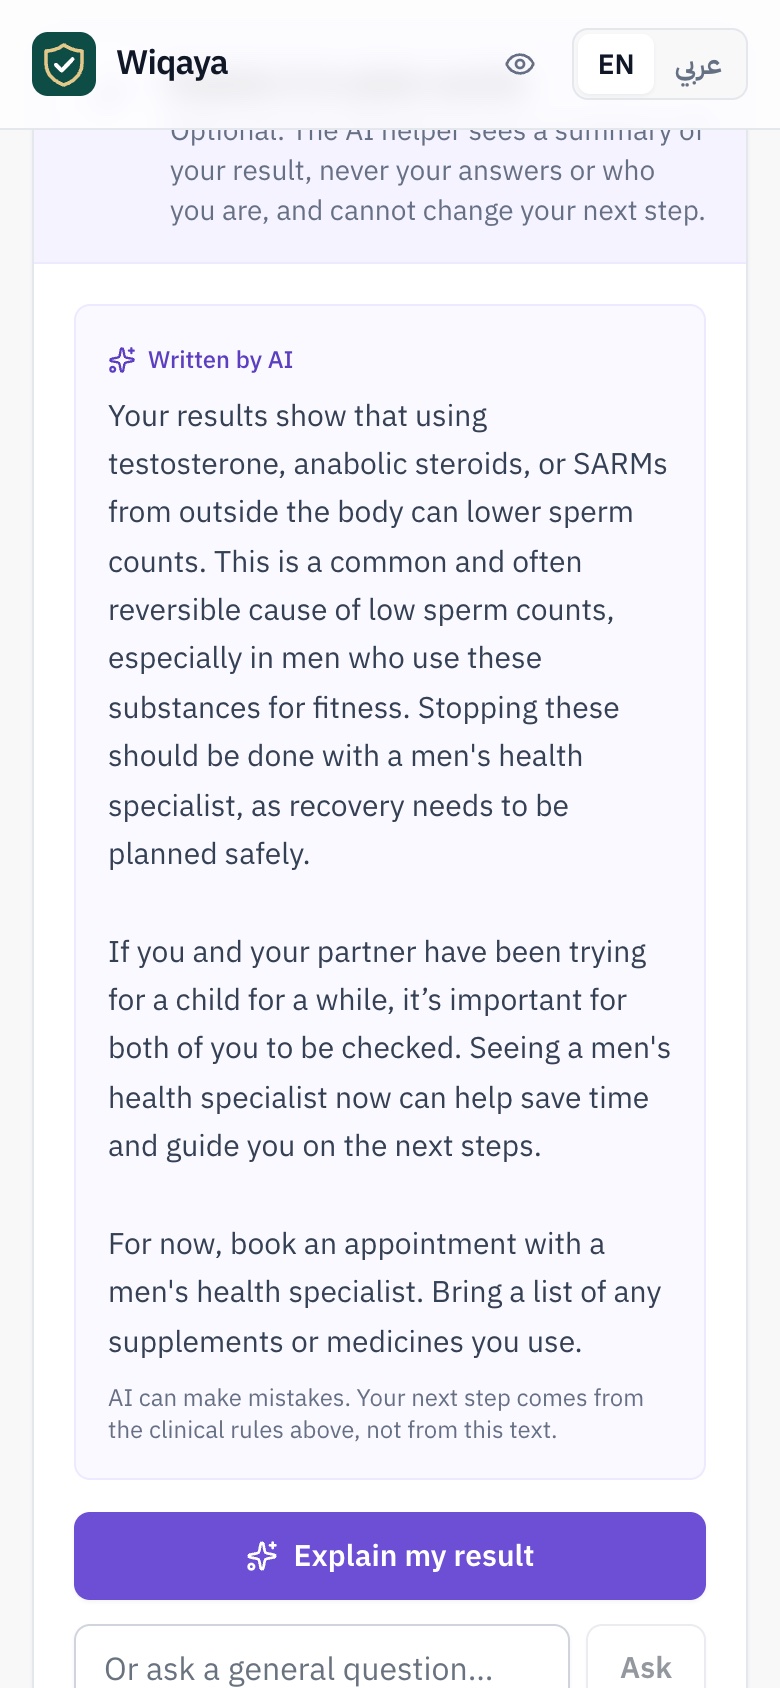 Wiqaya
EN
عربي
Optional. The AI helper sees a summary of
your result, never your answers or who
you are, and cannot change your next step.
Written by AI
Your results show that using
testosterone, anabolic steroids, or SARMs
from outside the body can lower sperm
counts. This is a common and often
reversible cause of low sperm counts,
especially in men who use these
substances for fitness. Stopping these
should be done with a men's health
specialist, as recovery needs to be
planned safely.
If you and your partner have been trying
for a child for a while, it’s important for
both of you to be checked. Seeing a men's
health specialist now can help save time
and guide you on the next steps.
For now, book an appointment with a
men's health specialist. Bring a list of any
supplements or medicines you use.
AI can make mistakes. Your next step comes from
the clinical rules above, not from this text.
Explain my result
Or ask a general question...
Ask